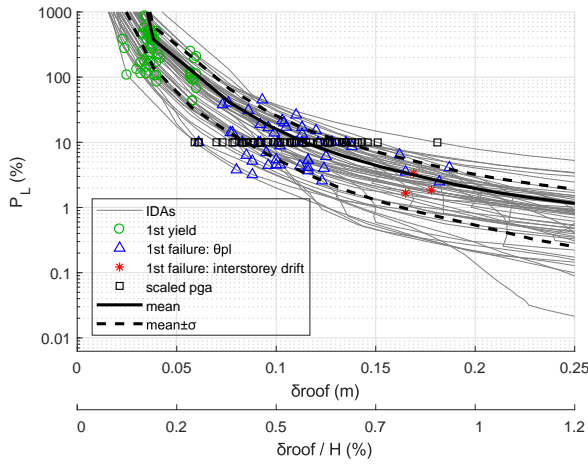 1000
100
10
1
0.1
0.01
P_L (%)
IDAs
1st yield
1st failure: θpl
1st failure: interstorey drift
scaled pga
mean
mean±σ
0 0.05 0.1 0.15 0.2 0.25
δroof (m)
0 0.2 0.5 0.7 1 1.2
δroof / H (%)